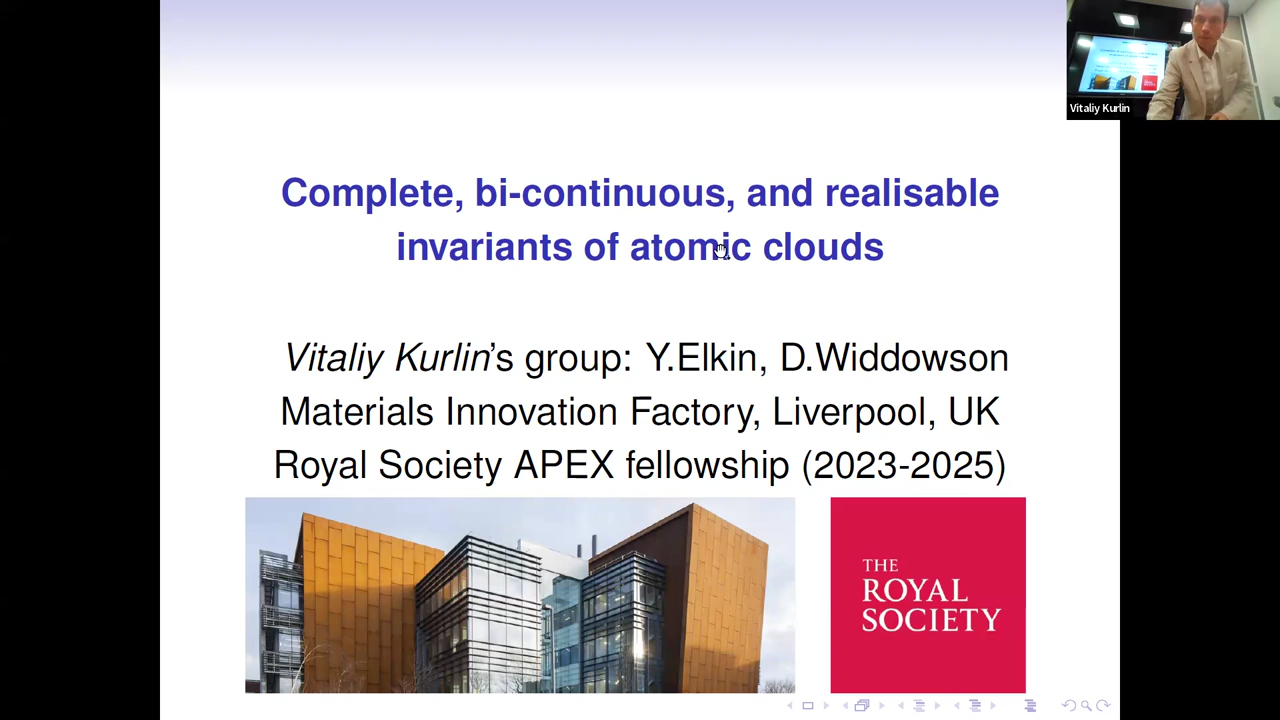 Vitaliy Kurlin
Complete, bi-continuous, and realisable
invariants of atomic clouds
Vitaliy Kurlin's group: Y.Elkin, D.Widdowson
Materials Innovation Factory, Liverpool, UK
Royal Society APEX fellowship (2023-2025)
THE
ROYAL
SOCIETY